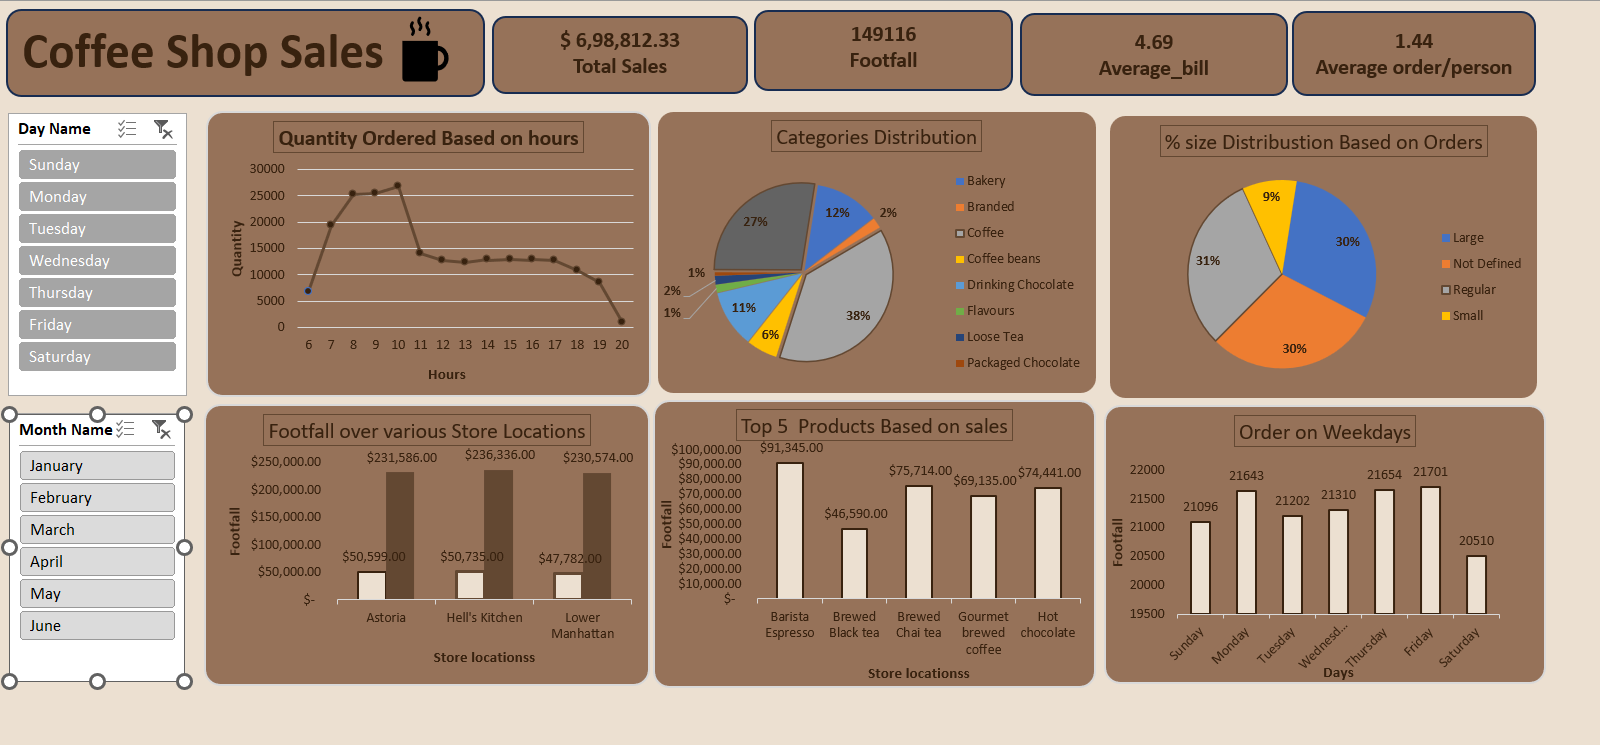 Coffee Shop Sales
$ 6,98,812.33
Total Sales
149116
Footfall
4.69
Average_bill
1.44
Average order/person
Day Name
Sunday
Monday
Tuesday
Wednesday
Thursday
Friday
Saturday
Month Name
January
February
March
April
May
June
Quantity Ordered Based on hours
30000
25000
20000
15000
10000
5000
0
Quantity
6 7 8 9 10 11 12 13 14 15 16 17 18 19 20
Hours
Categories Distribution
27%
12%
2%
38%
6%
11%
1%
2%
1%
Bakery
Branded
Coffee
Coffee beans
Drinking Chocolate
Flavours
Loose Tea
Packaged Chocolate
% size Distribustion Based on Orders
9%
30%
31%
30%
Large
Not Defined
Regular
Small
Footfall over various Store Locations
$250,000.00
$200,000.00
$150,000.00
$100,000.00
$50,000.00
$-
Footfall
$231,586.00 $236,336.00 $230,574.00
$50,599.00 $50,735.00 $47,782.00
Astoria Hell's Kitchen Lower
Manhattan
Store locationss
Top 5  Products Based on sales
$100,000.00
$90,000.00
$80,000.00
$70,000.00
$60,000.00
$50,000.00
$40,000.00
$30,000.00
$20,000.00
$10,000.00
$-
Footfall
$91,345.00
$46,590.00
$75,714.00
$69,135.00
$74,441.00
Barista Brewed Brewed Gourmet Hot
Espresso Black tea Chai tea brewed chocolate
coffee
Store locationss
Order on Weekdays
22000
21500
21000
20500
20000
19500
Footfall
21096
21643
21202
21310
21654
21701
20510
Sunday
Monday
Tuesday
Wednesd...
Thursday
Friday
Saturday
Days